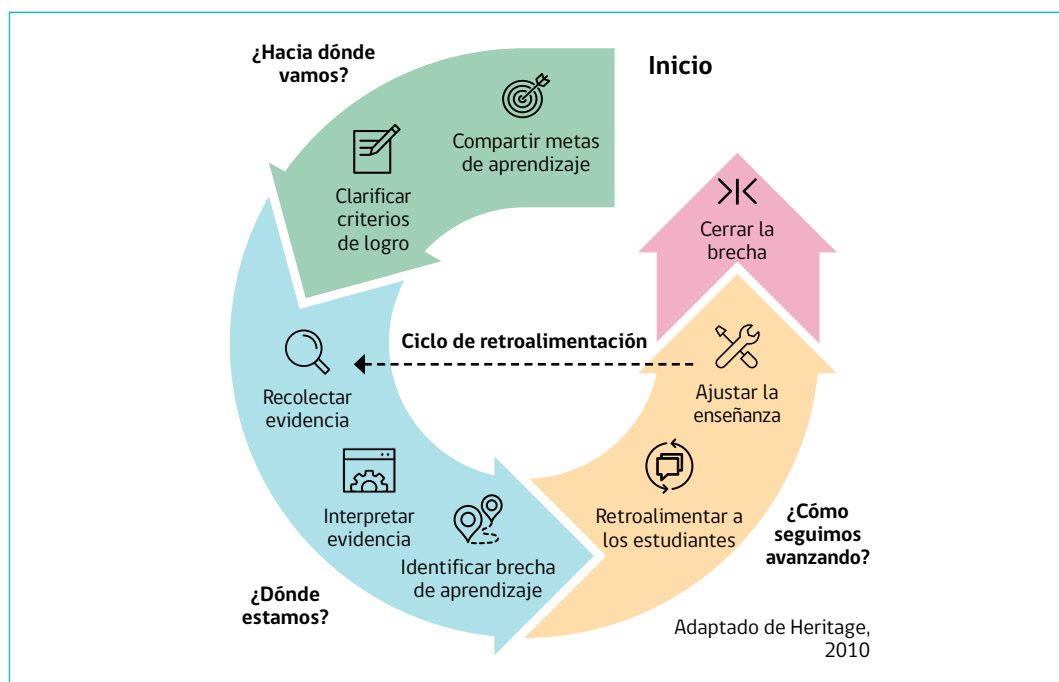 ¿Hacia dónde
vamos?
Inicio
Compartir metas
de aprendizaje
Clarificar
criterios
de logro
Cerrar la
brecha
Ciclo de retroalimentación
Recolectar
evidencia
Ajustar la
enseñanza
Interpretar
evidencia
Identificar brecha
de aprendizaje
Retroalimentar a
los estudiantes
¿Cómo
seguimos
avanzando?
¿Dónde
estamos?
Adaptado de Heritage,
2010